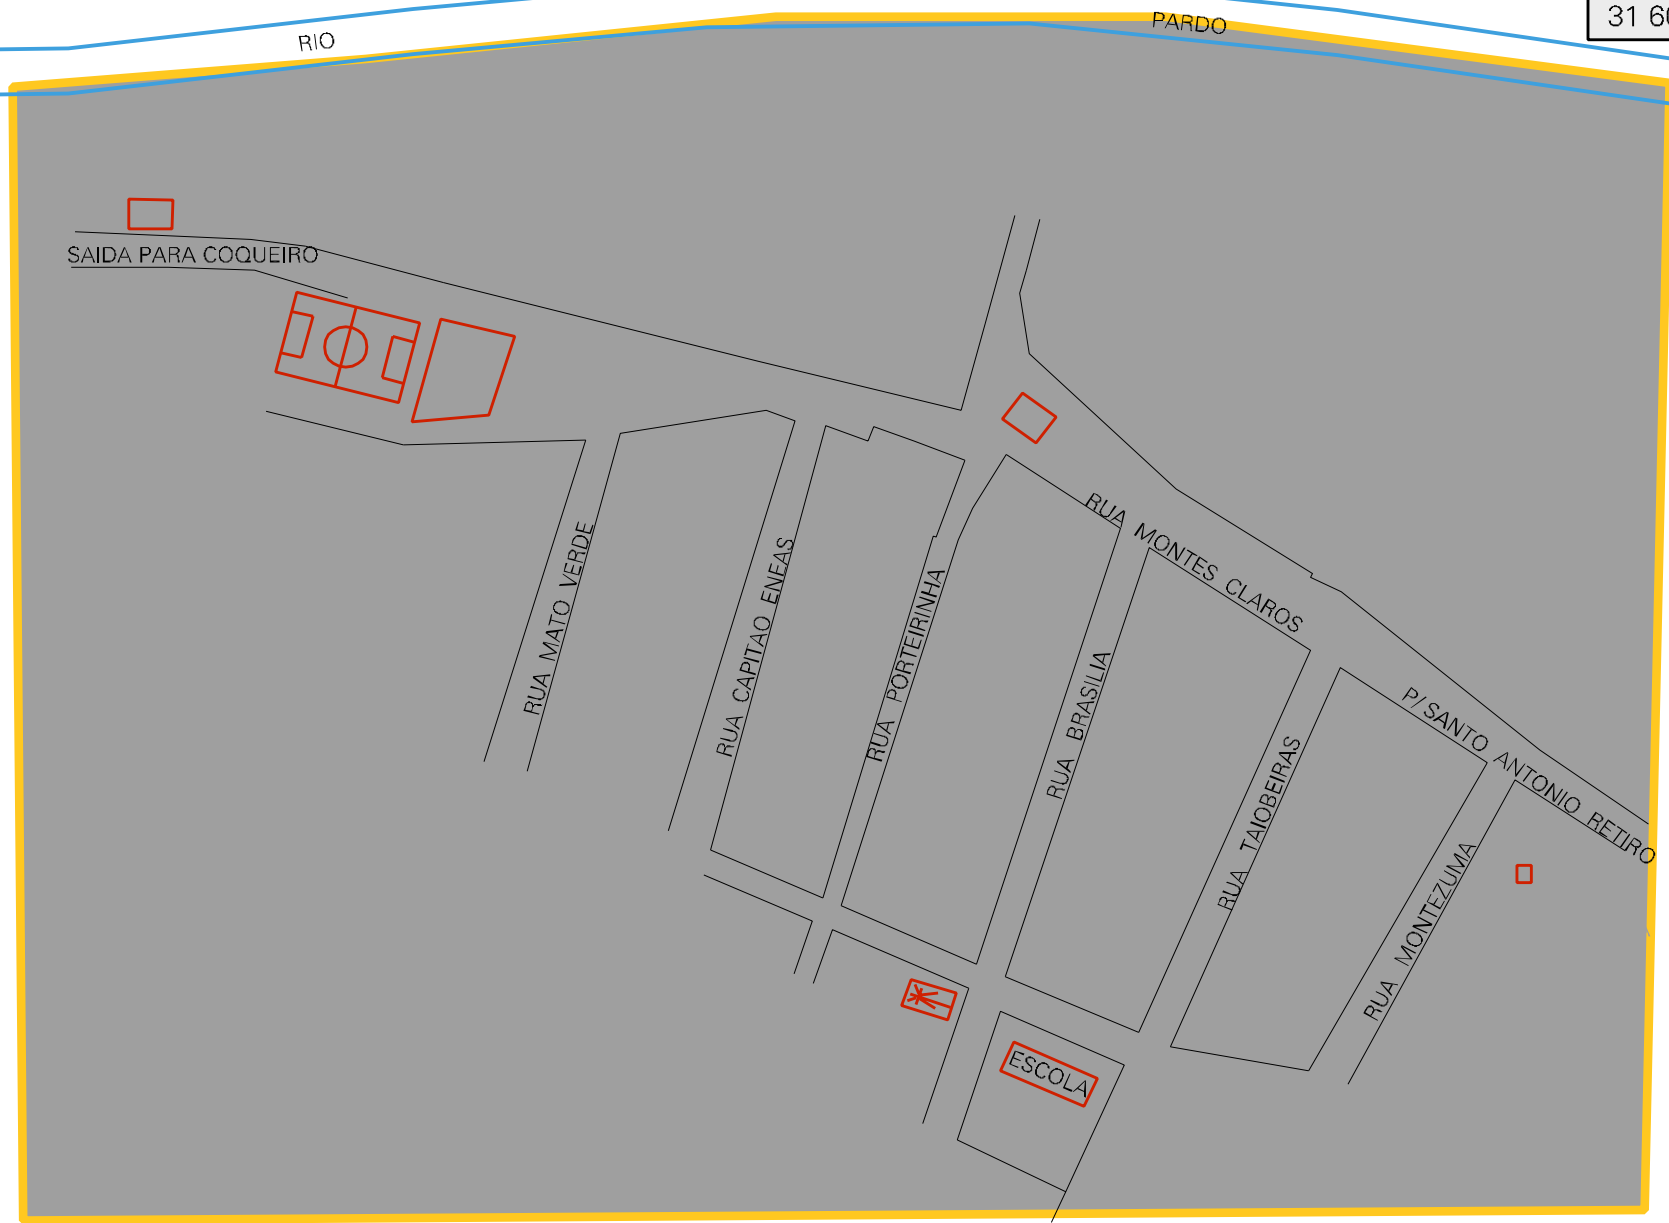 RIO
PARDO
31 6
SAIDA PARA COQUEIRO
RUA MONTES CLAROS
RUA MATO VERDE
RUA CAPITAO ENEAS
RUA PORTEIRINHA
RUA BRASILIA
P/ SANTO ANTONIO RETIRO
RUA TAIOBEIRAS
RUA MONTEZUMA
ESCOLA